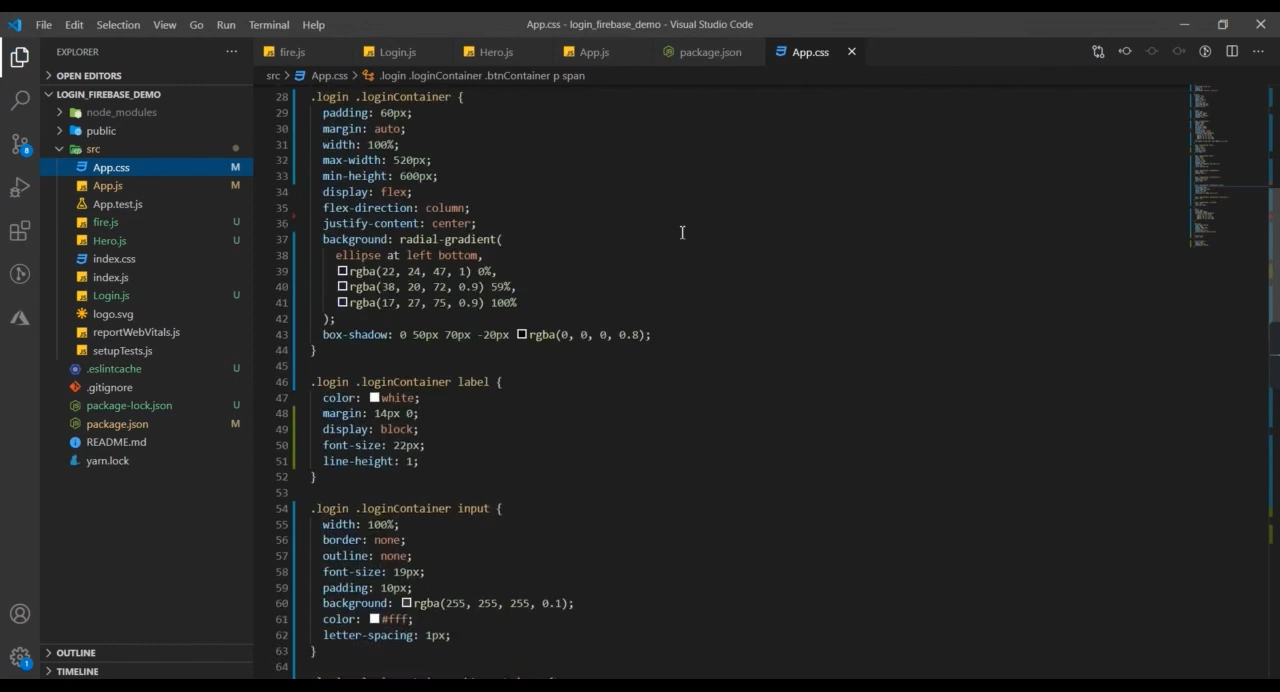 File Edit Selection View Go Run Terminal Help
App.css - login_firebase_demo - Visual Studio Code
EXPLORER
OPEN EDITORS
LOGIN_FIREBASE_DEMO
node_modules
public
src
App.css M
App.js M
App.test.js
fire.js U
Hero.js U
index.css
index.js
Login.js U
logo.svg
reportWebVitals.js
setupTests.js
.eslintcache U
.gitignore
package-lock.json U
package.json M
README.md
yarn.lock
OUTLINE
TIMELINE
8
1
fire.js Login.js Hero.js App.js package.json App.css
src > App.css > .login .loginContainer .btnContainer p span
28 .login .loginContainer {
29 padding: 60px;
30 margin: auto;
31 width: 100%;
32 max-width: 520px;
33 min-height: 600px;
34 display: flex;
35 flex-direction: column;
36 justify-content: center;
37 background: radial-gradient(
38 ellipse at left bottom,
39 rgba(22, 24, 47, 1) 0%,
40 rgba(38, 20, 72, 0.9) 59%,
41 rgba(17, 27, 75, 0.9) 100%
42 );
43 box-shadow: 0 50px 70px -20px rgba(0, 0, 0, 0.8);
44 }
45
46 .login .loginContainer label {
47 color: white;
48 margin: 14px 0;
49 display: block;
50 font-size: 22px;
51 line-height: 1;
52 }
53
54 .login .loginContainer input {
55 width: 100%;
56 border: none;
57 outline: none;
58 font-size: 19px;
59 padding: 10px;
60 background: rgba(255, 255, 255, 0.1);
61 color: #fff;
62 letter-spacing: 1px;
63 }
64